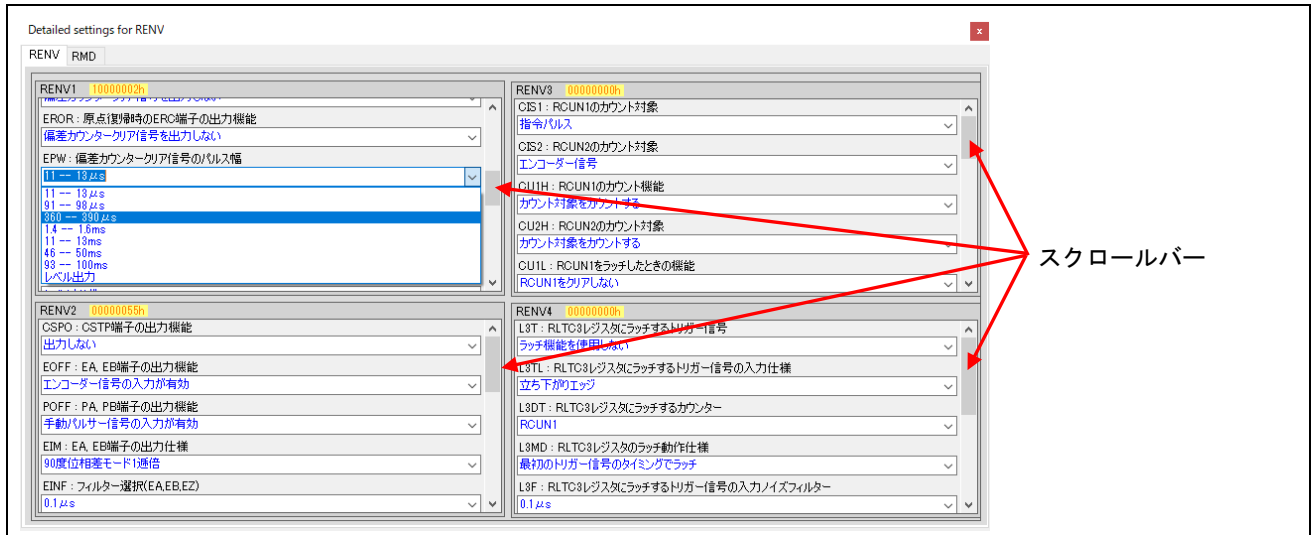 Detailed settings for RENV
x
RENV RMD
RENV1 10000002h
EROR : 原点復帰時のERC端子の出力機能
偏差カウンタークリア信号を出力しない
EPW : 偏差カウンタークリア信号のパルス幅
11 -- 13μs
11 -- 13μs
91 -- 98μs
360 -- 390μs
1.4 -- 1.6ms
11 -- 13ms
46 -- 50ms
93 -- 100ms
レベル出力
RENV3 00000000h
CIS1 : RCUN1のカウント対象
指令パルス
CIS2 : RCUN2のカウント対象
エンコーダー信号
CU1H : RCUN1のカウント機能
カウント対象をカウントする
CU2H : RCUN2のカウント対象
カウント対象をカウントする
CU1L : RCUN1をラッチしたときの機能
RCUN1をクリアしない
RENV2 00000055h
CSPO : CSTP端子の出力機能
出力しない
EOFF : EA, EB端子の出力機能
エンコーダー信号の入力が有効
POFF : PA, PB端子の出力機能
手動パルサー信号の入力が有効
EIM : EA, EB端子の出力仕様
90度位相差モード1逓倍
EINF : フィルター選択(EA,EB,EZ)
0.1μs
RENV4 00000000h
L3T : RLTC3レジスタにラッチするトリガー信号
ラッチ機能を使用しない
L3TL : RLTC3レジスタにラッチするトリガー信号の入力仕様
立ち下がりエッジ
L3DT : RLTC3レジスタにラッチするカウンター
RCUN1
L3MD : RLTC3レジスタのラッチ動作仕様
最初のトリガー信号のタイミングでラッチ
L3F : RLTC3レジスタにラッチするトリガー信号の入力ノイズフィルター
0.1μs
スクロールバー